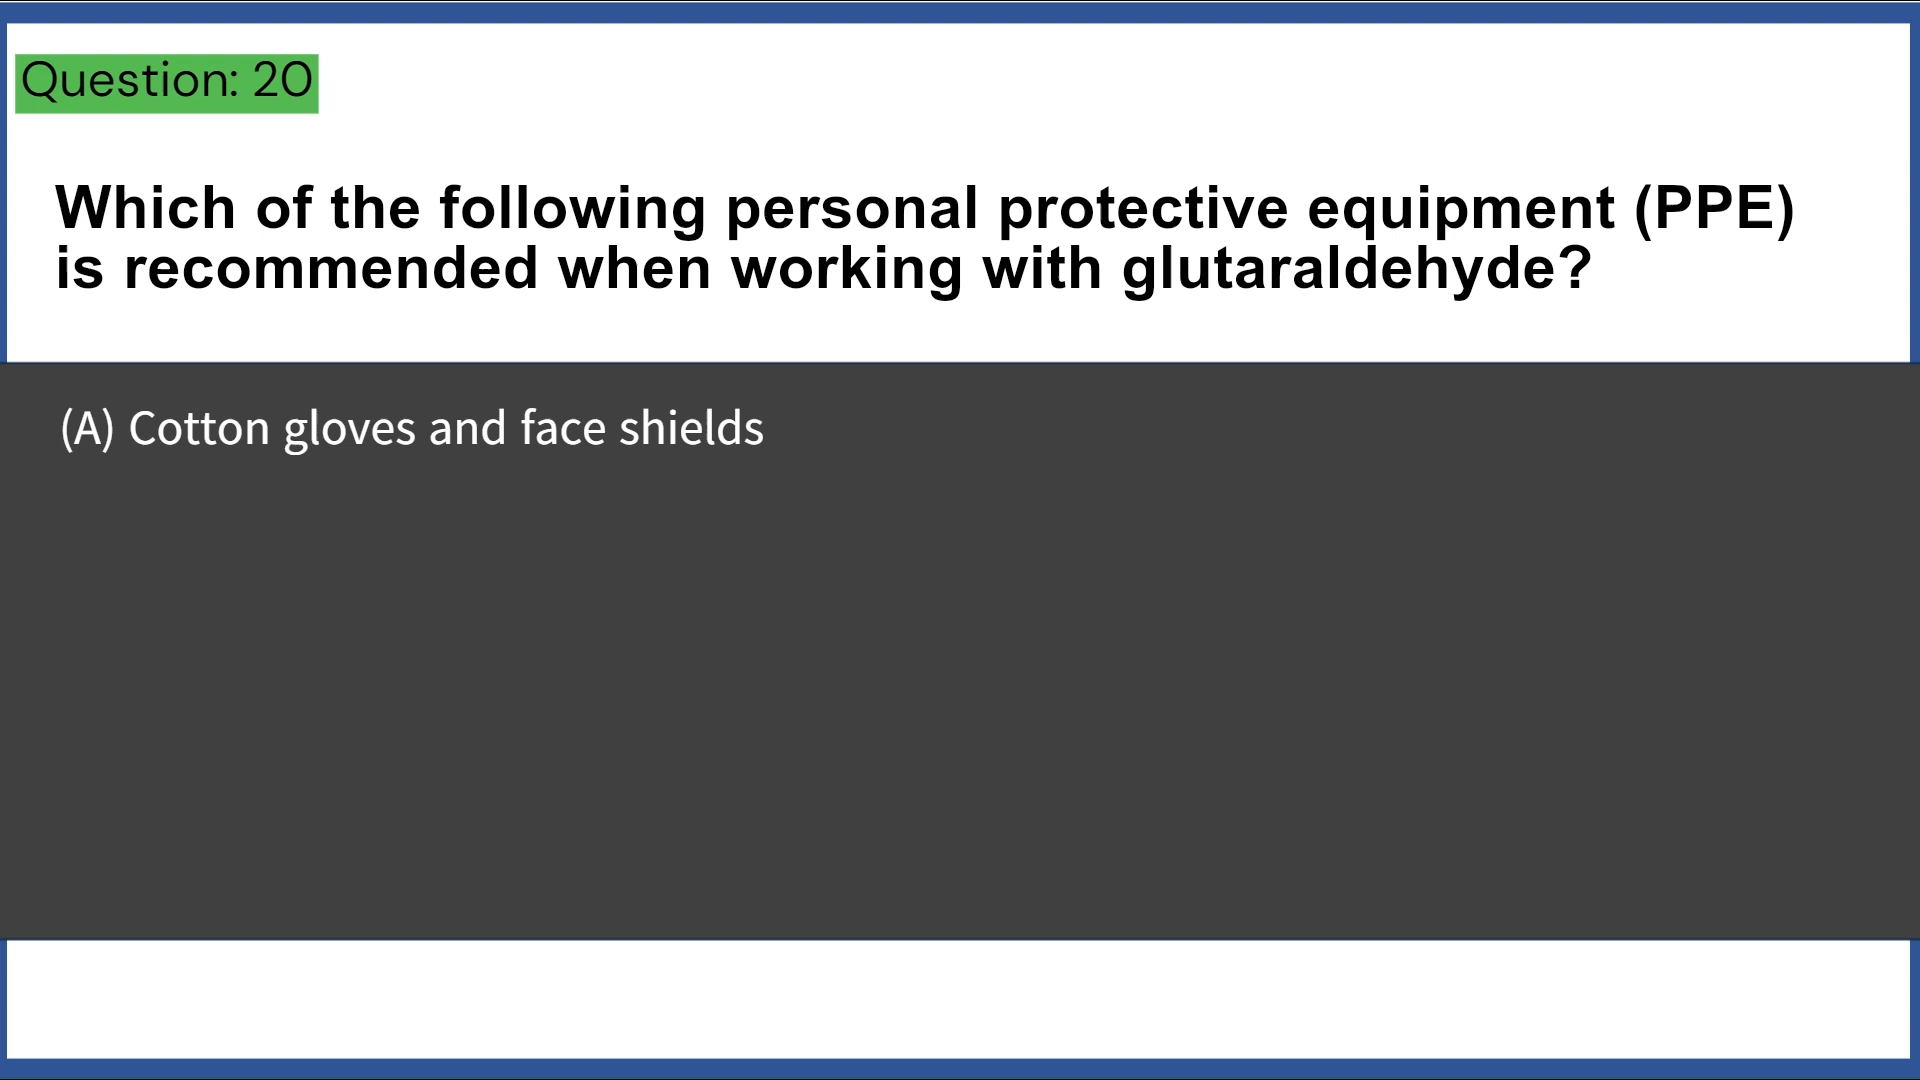 Question: 20
Which of the following personal protective equipment (PPE)
is recommended when working with glutaraldehyde?
(A) Cotton gloves and face shields